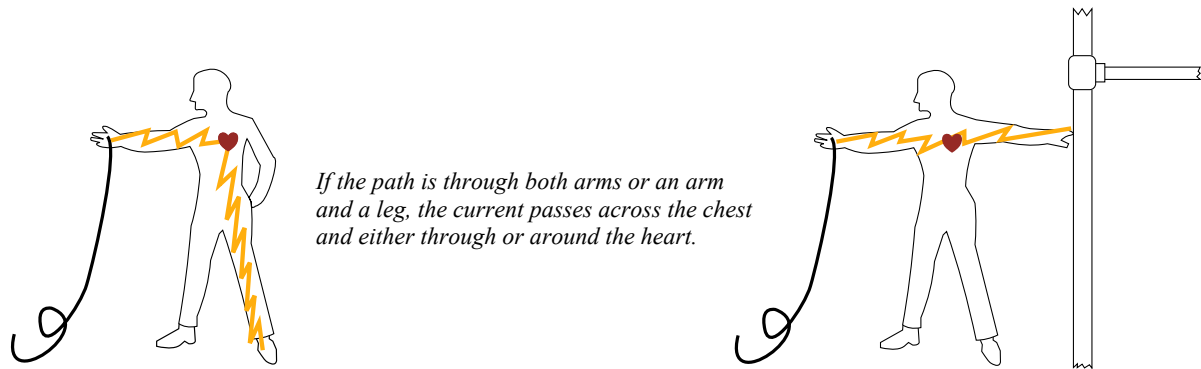 If the path is through both arms or an arm
and a leg, the current passes across the chest
and either through or around the heart.